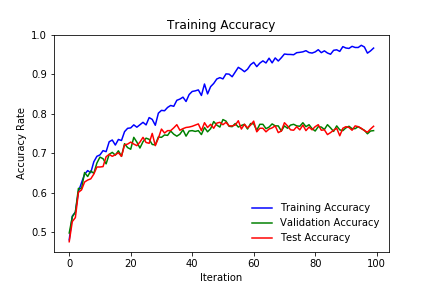 Training Accuracy
1.0
0.9
0.8
0.7
0.6
0.5
Accuracy Rate
Training Accuracy
Validation Accuracy
Test Accuracy
0 20 40 60 80 100
Iteration